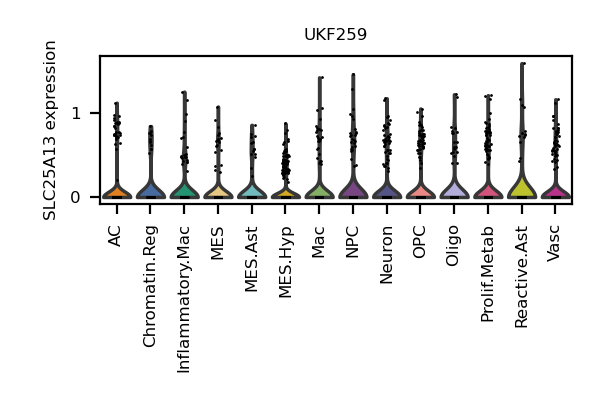 UKF259
SLC25A13 expression
1
0
AC
Chromatin.Reg
Inflammatory.Mac
MES
MES.Ast
MES.Hyp
Mac
NPC
Neuron
OPC
Oligo
Prolif.Metab
Reactive.Ast
Vasc